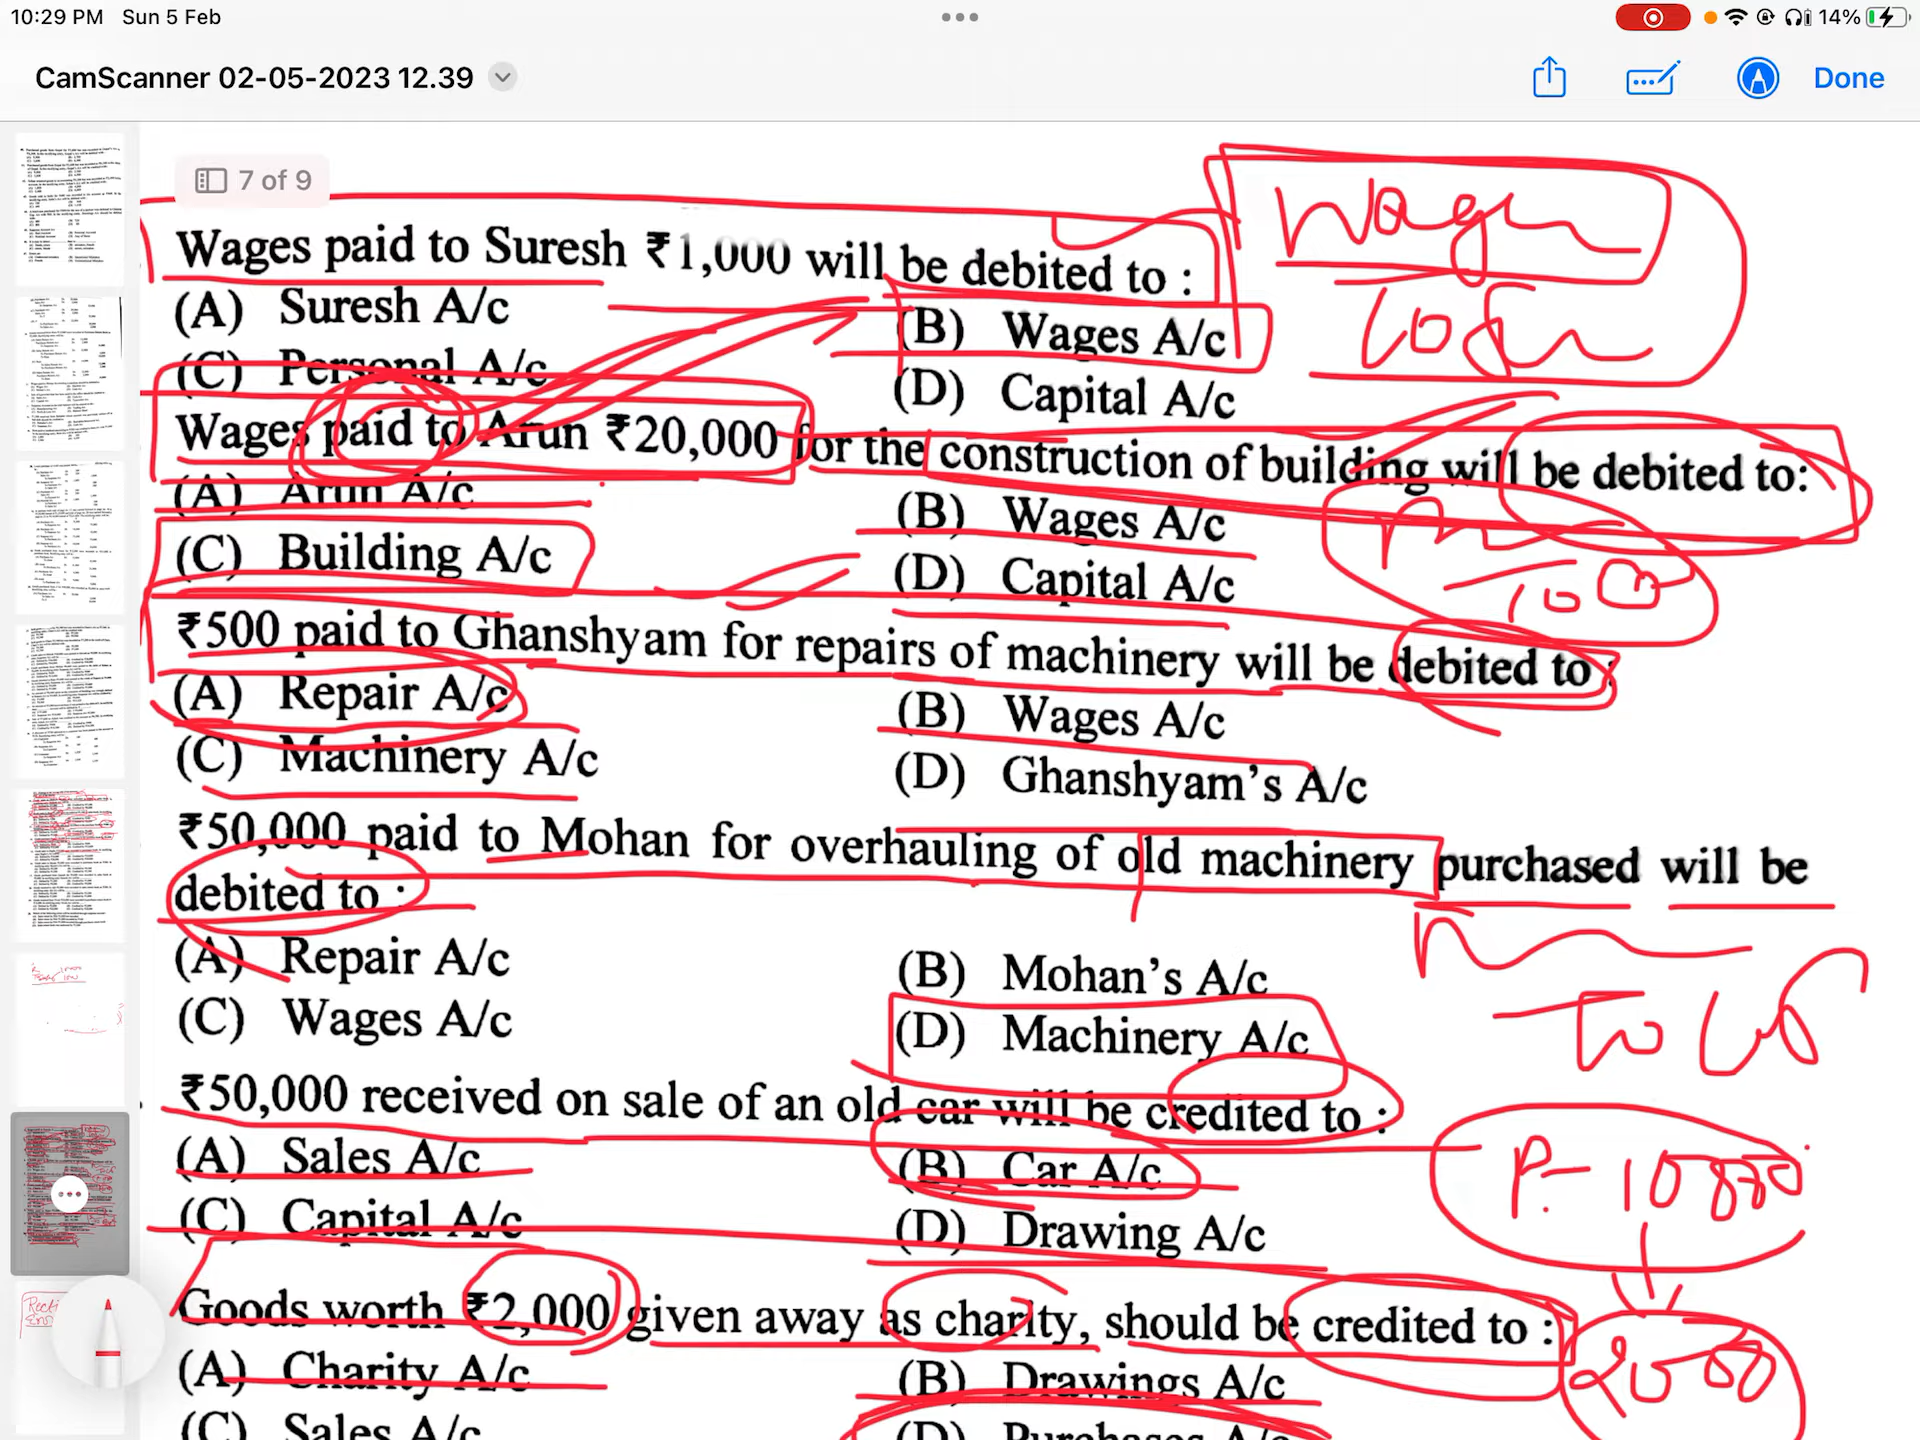 10:29 PM Sun 5 Feb
14%
CamScanner 02-05-2023 12.39
Done
7 of 9
Wages paid to Suresh ₹1,000 will be debited to :
(A) Suresh A/c
(B) Wages A/c
(C) Personal A/c
(D) Capital A/c
Wages paid to Arun ₹20,000 for the construction of building will be debited to:
(A) Arun A/c
(B) Wages A/c
(C) Building A/c
(D) Capital A/c
₹500 paid to Ghanshyam for repairs of machinery will be debited to :
(A) Repair A/c
(B) Wages A/c
(C) Machinery A/c
(D) Ghanshyam's A/c
₹50,000 paid to Mohan for overhauling of old machinery purchased will be
debited to :
(A) Repair A/c
(B) Mohan's A/c
(C) Wages A/c
(D) Machinery A/c
₹50,000 received on sale of an old car will be credited to :
(A) Sales A/c
(B) Car A/c
(C) Capital A/c
(D) Drawing A/c
Goods worth ₹2,000 given away as charity, should be credited to :
(A) Charity A/c
(B) Drawings A/c
(C) Sales A/c
(D) Purchases A/c
Wages